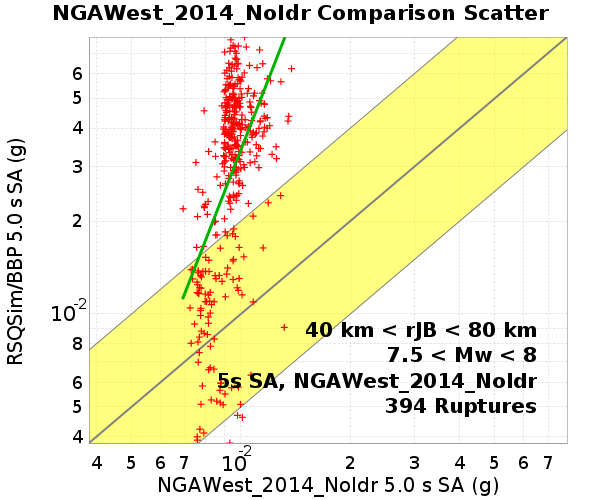 NGAWest_2014_NoIdr Comparison Scatter
RSQSim/BBP 5.0 s SA (g)
6
5
4
3
2
10⁻²
8
6
5
4
40 km < rJB < 80 km
7.5 < Mw < 8
5s SA, NGAWest_2014_NoIdr
394 Ruptures
4 5 6 7 10⁻² 2 3 4 5 6 7
NGAWest_2014_NoIdr 5.0 s SA (g)